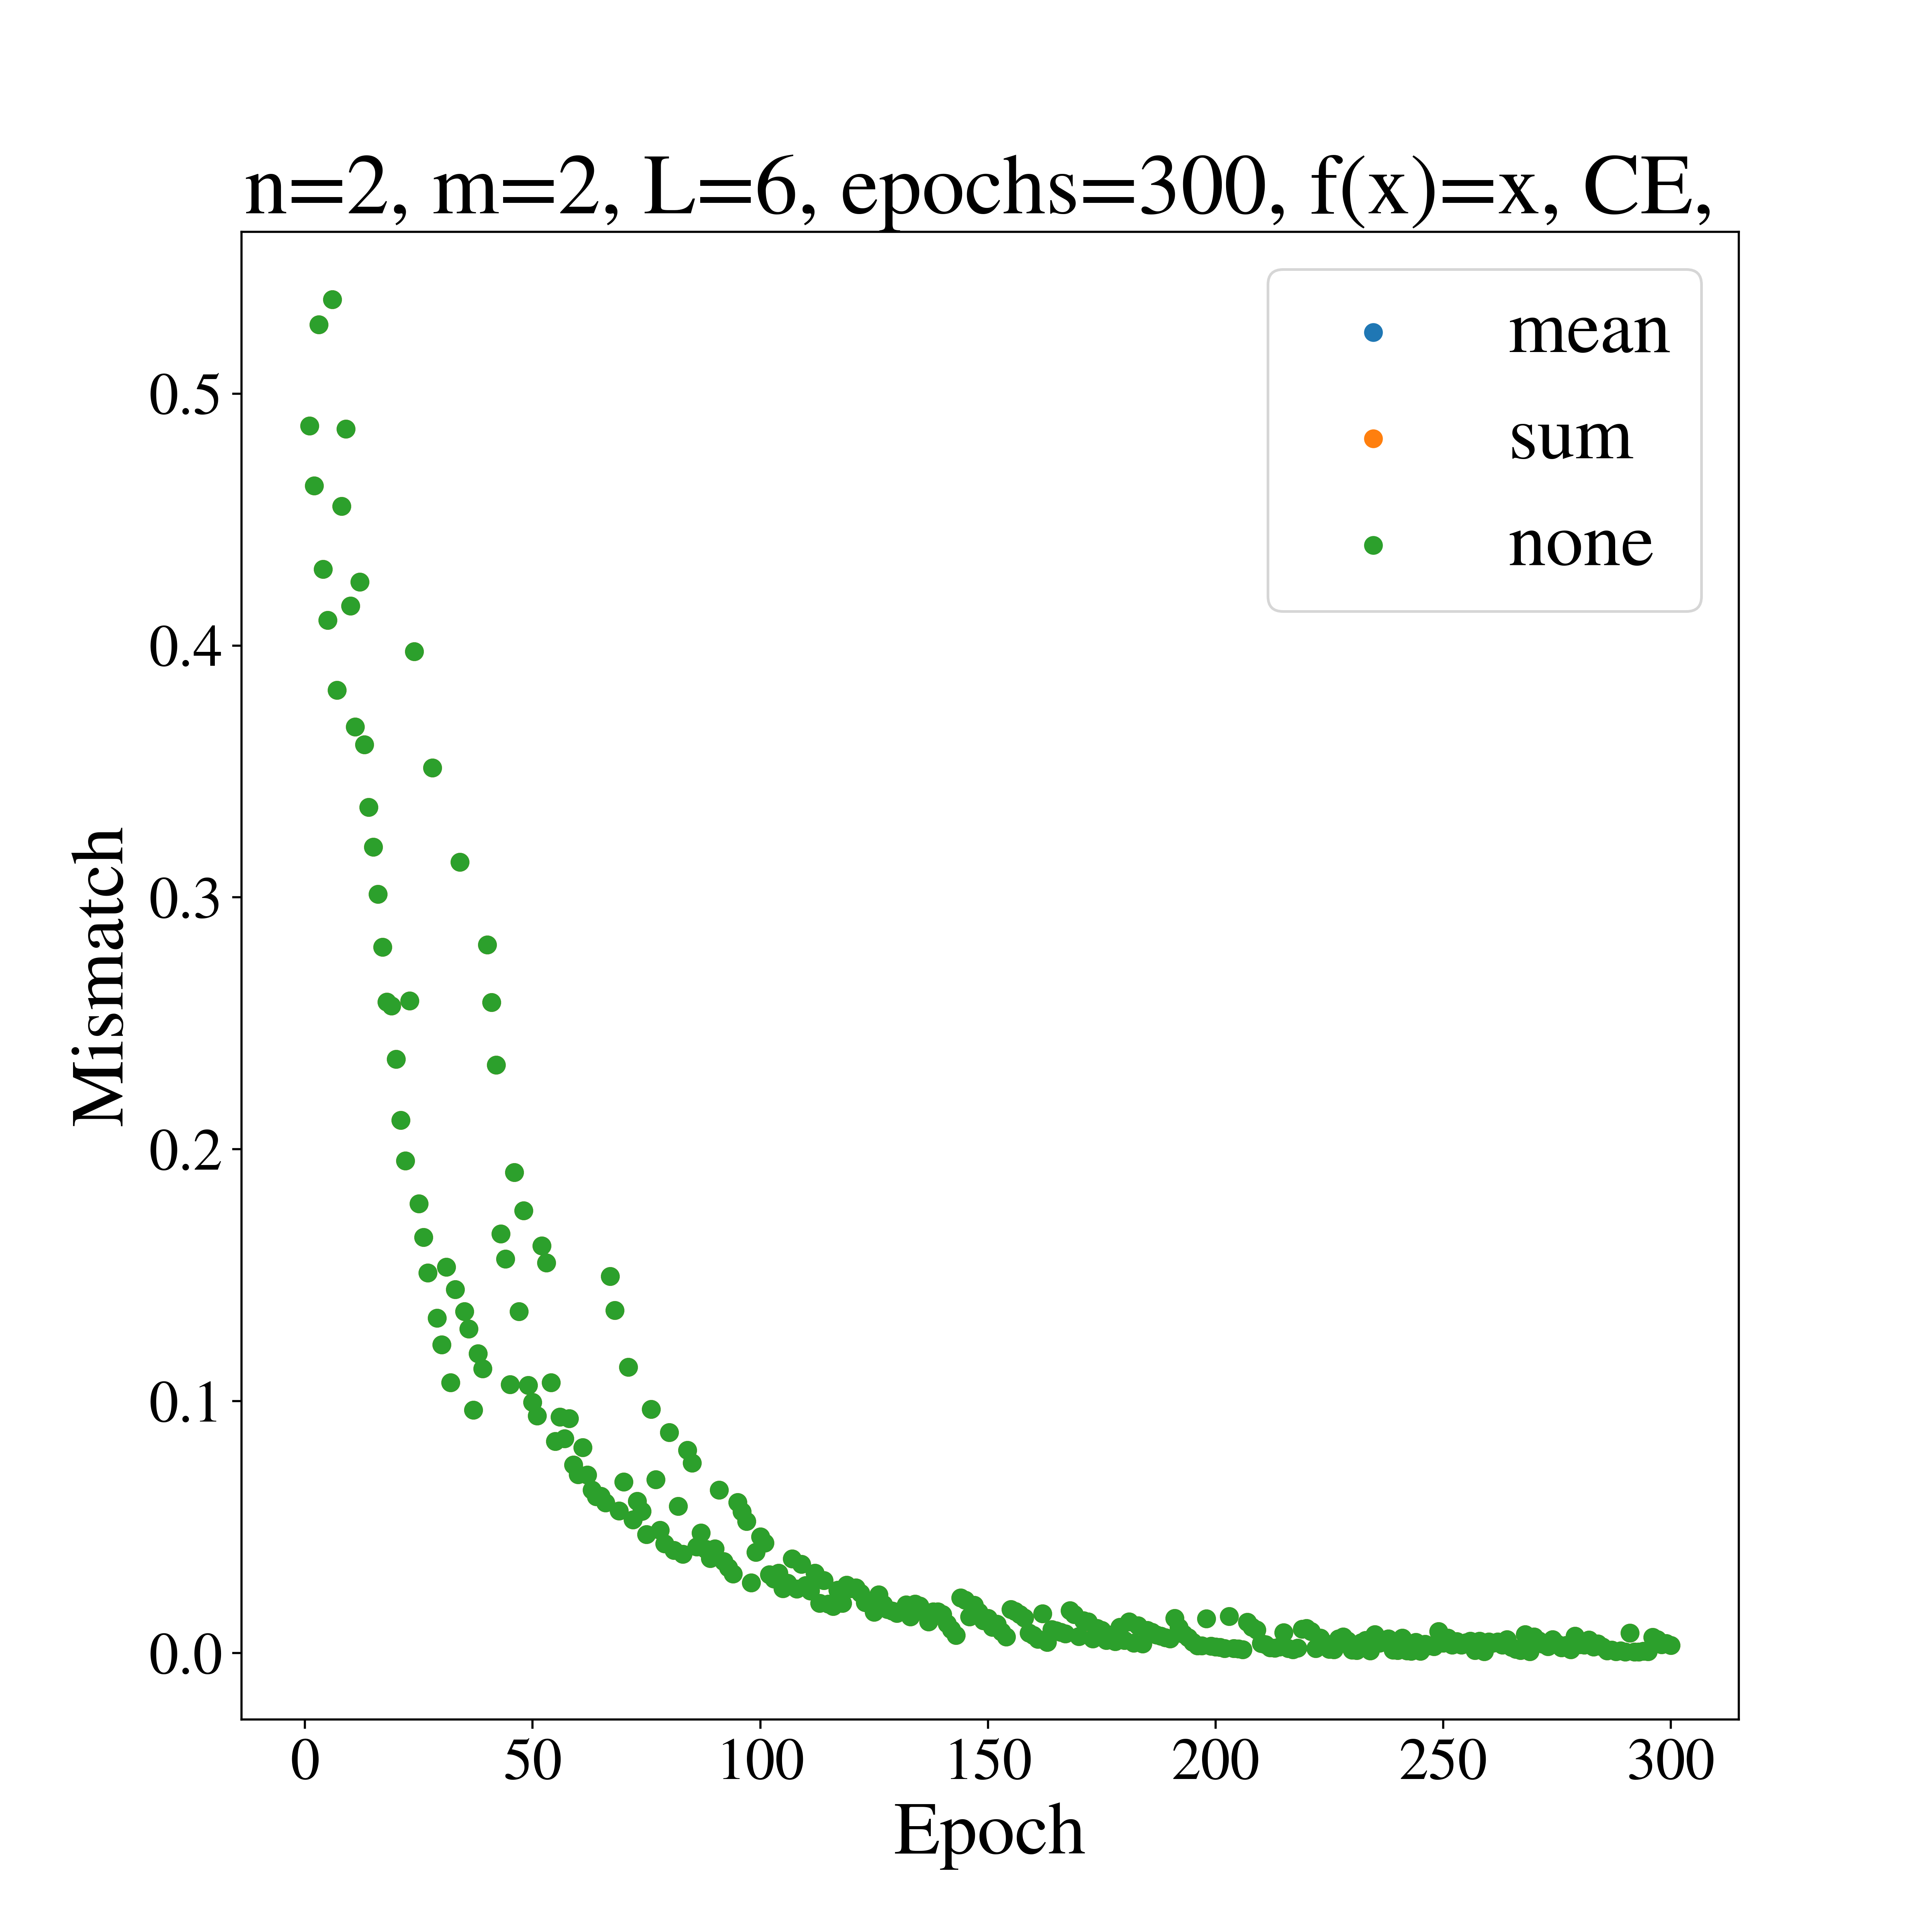 n=2, m=2, L=6, epochs=300, f(x)=x, CE,
mean
sum
none
Mismatch
0.5
0.4
0.3
0.2
0.1
0.0
0 50 100 150 200 250 300
Epoch